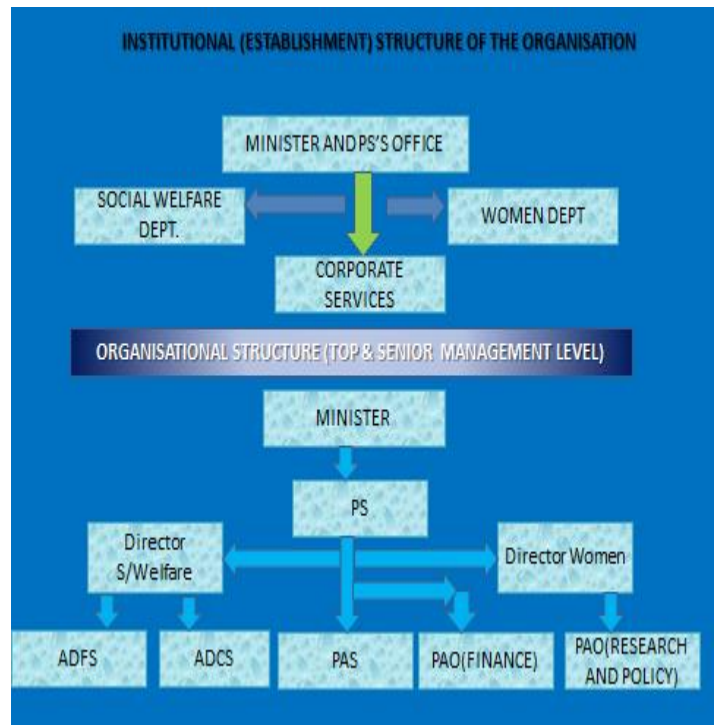 INSTITUTIONAL (ESTABLISHMENT) STRUCTURE OF THE ORGANISATION
MINISTER AND PS'S OFFICE
SOCIAL WELFARE
DEPT.
WOMEN DEPT
CORPORATE
SERVICES
ORGANISATIONAL STRUCTURE (TOP & SENIOR MANAGEMENT LEVEL)
MINISTER
PS
Director
S/Welfare
Director Women
ADFS
ADCS
PAS
PAO(FINANCE)
PAO(RESEARCH
AND POLICY)